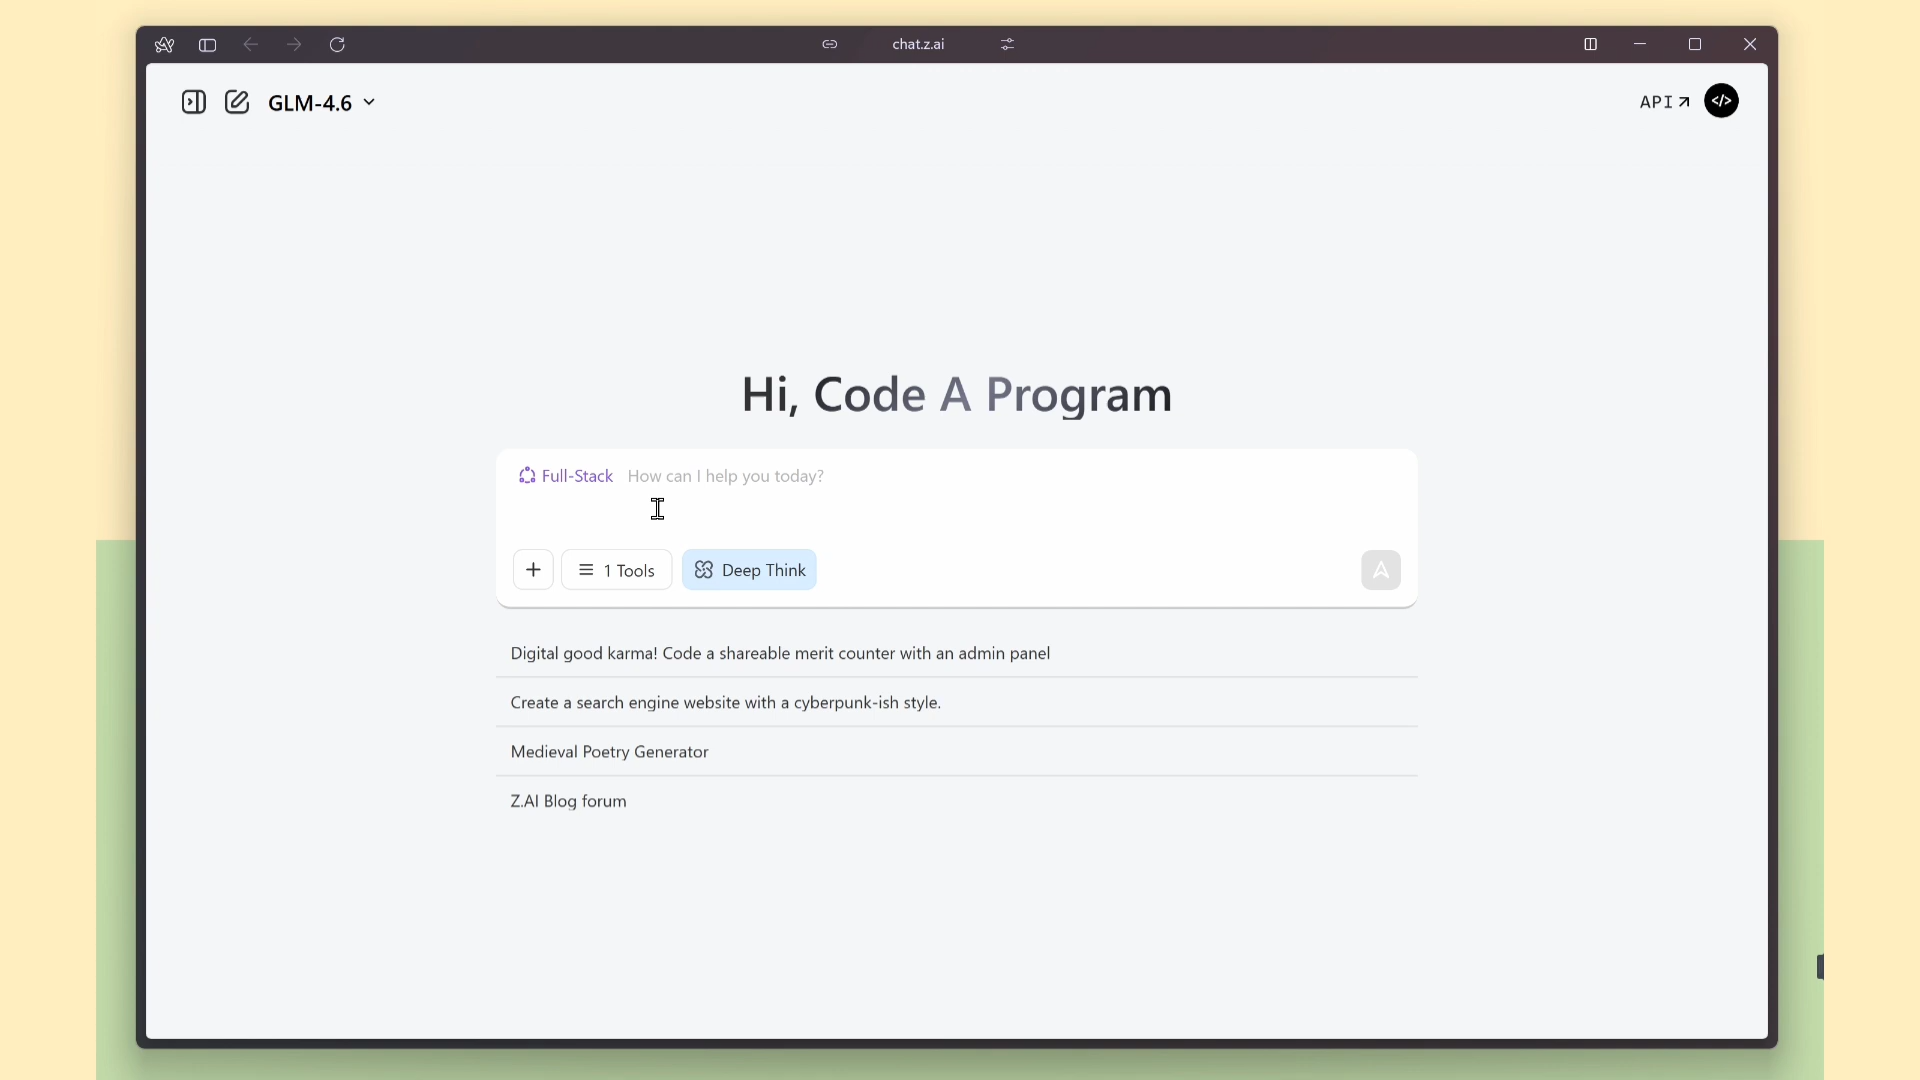 chat.z.ai
GLM-4.6
API
</>
Hi, Code A Program
Full-Stack How can I help you today?
1 Tools
Deep Think
Digital good karma! Code a shareable merit counter with an admin panel
Create a search engine website with a cyberpunk-ish style.
Medieval Poetry Generator
Z.AI Blog forum